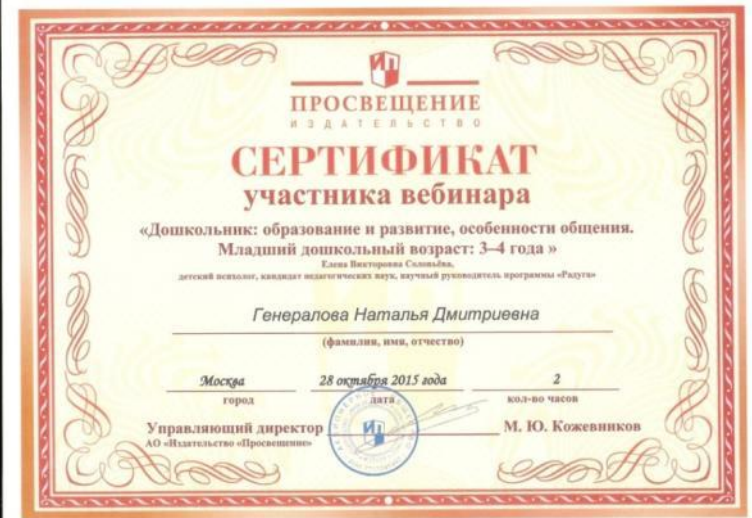 ИП
ПРОСВЕЩЕНИЕ
ИЗДАТЕЛЬСТВО
СЕРТИФИКАТ
участника вебинара
«Дошкольник: образование и развитие, особенности общения.
Младший дошкольный возраст: 3–4 года »
Елена Викторовна Соловьёва,
детский психолог, кандидат педагогических наук, научный руководитель программы «Радуга»
Генералова Наталья Дмитриевна
(фамилия, имя, отчество)
Москва 28 октября 2015 года 2
город дата кол-во часов
Управляющий директор М. Ю. Кожевников
АО «Издательство «Просвещение»
ИП